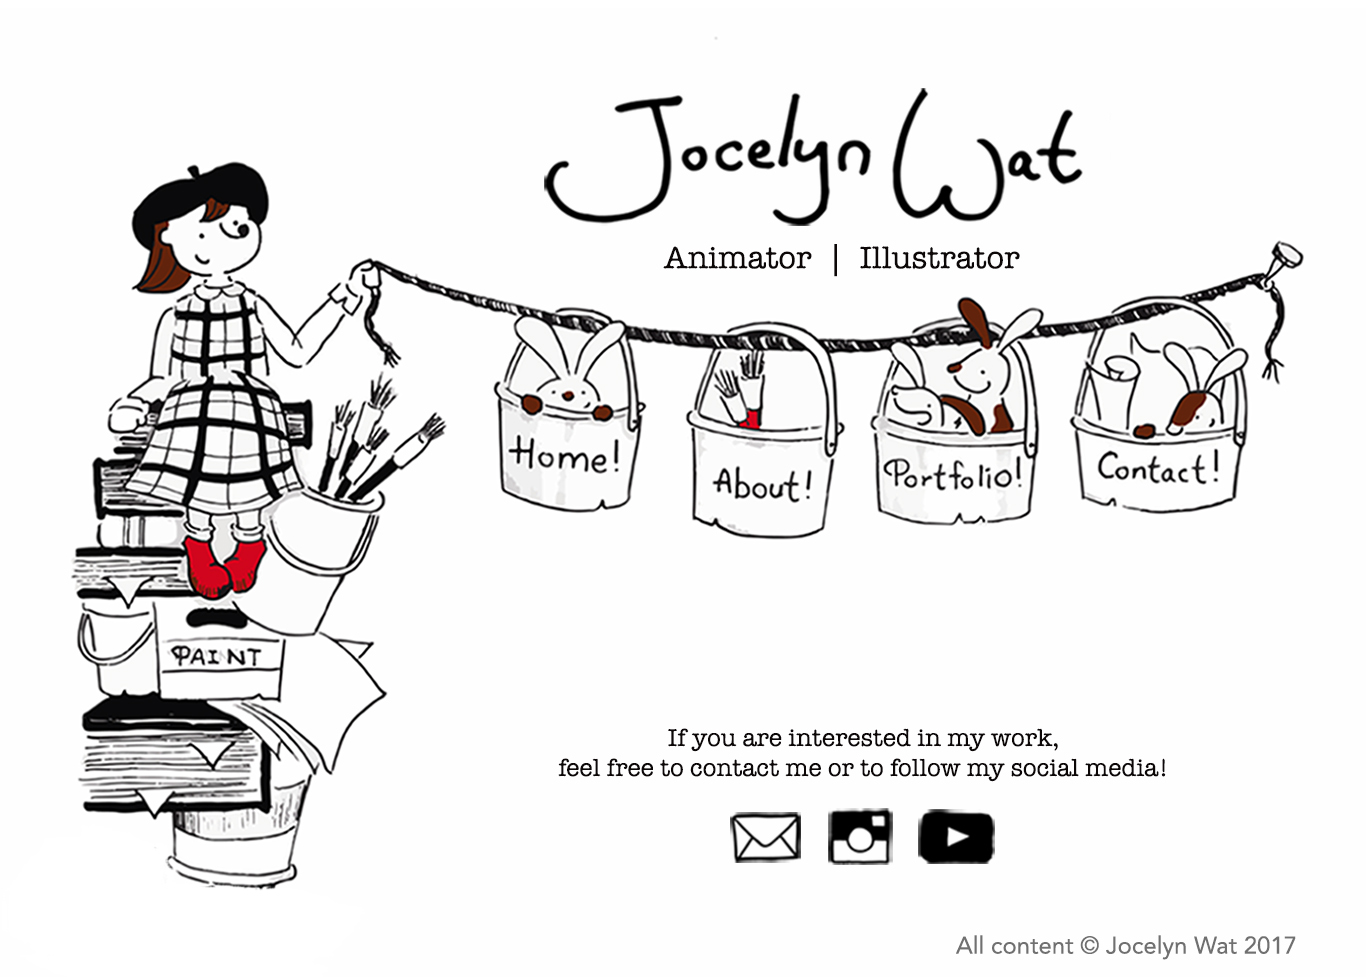 Jocelyn Wat
Animator | Illustrator
Home!
About!
Portfolio!
Contact!
PAINT
If you are interested in my work,
feel free to contact me or to follow my social media!
All content © Jocelyn Wat 2017